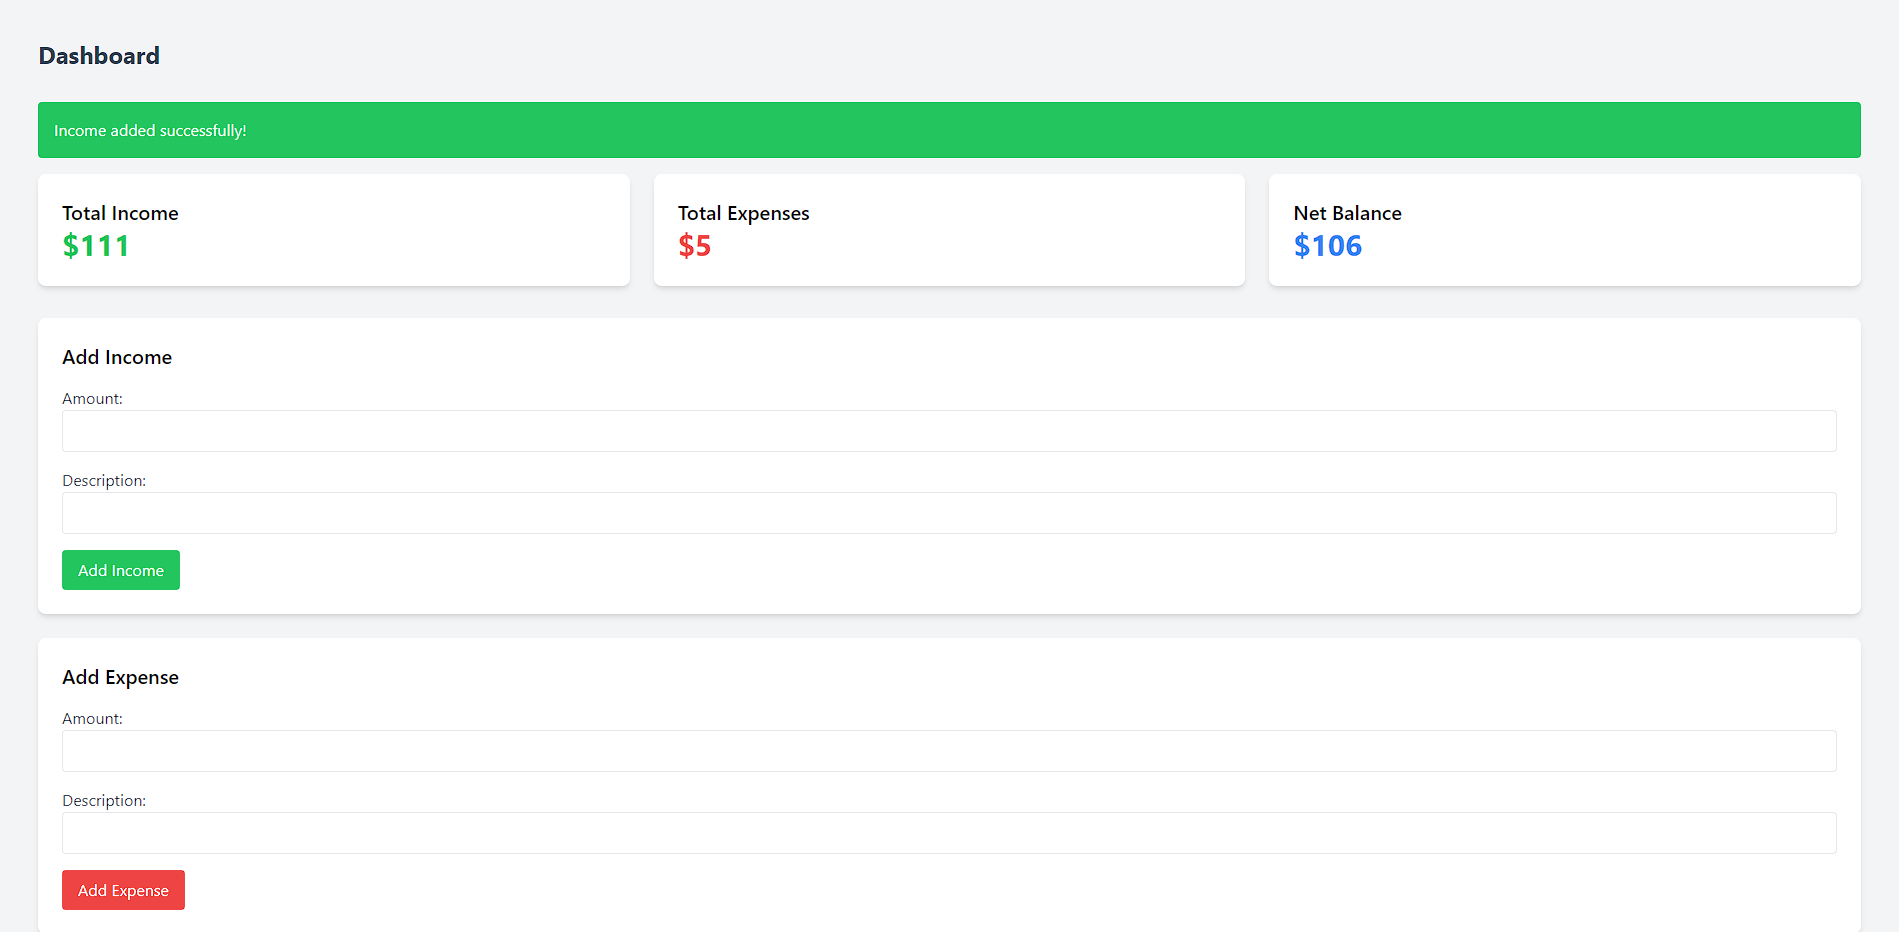 Dashboard
Income added successfully!
Total Income
$111
Total Expenses
$5
Net Balance
$106
Add Income
Amount:
Description:
Add Income
Add Expense
Amount:
Description:
Add Expense